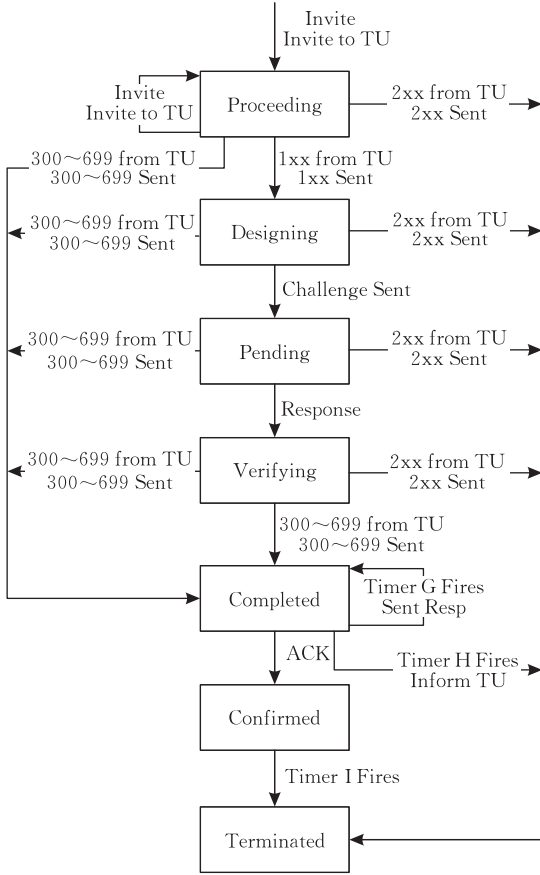 Invite
Invite to TU
Invite
Invite to TU
Proceeding
2xx from TU
2xx Sent
300～699 from TU
300～699 Sent
1xx from TU
1xx Sent
300～699 from TU
300～699 Sent
Designing
2xx from TU
2xx Sent
Challenge Sent
300～699 from TU
300～699 Sent
Pending
2xx from TU
2xx Sent
Response
300～699 from TU
300～699 Sent
Verifying
2xx from TU
2xx Sent
300～699 from TU
300～699 Sent
Completed
Timer G Fires
Sent Resp
ACK
Timer H Fires
Inform TU
Confirmed
Timer I Fires
Terminated